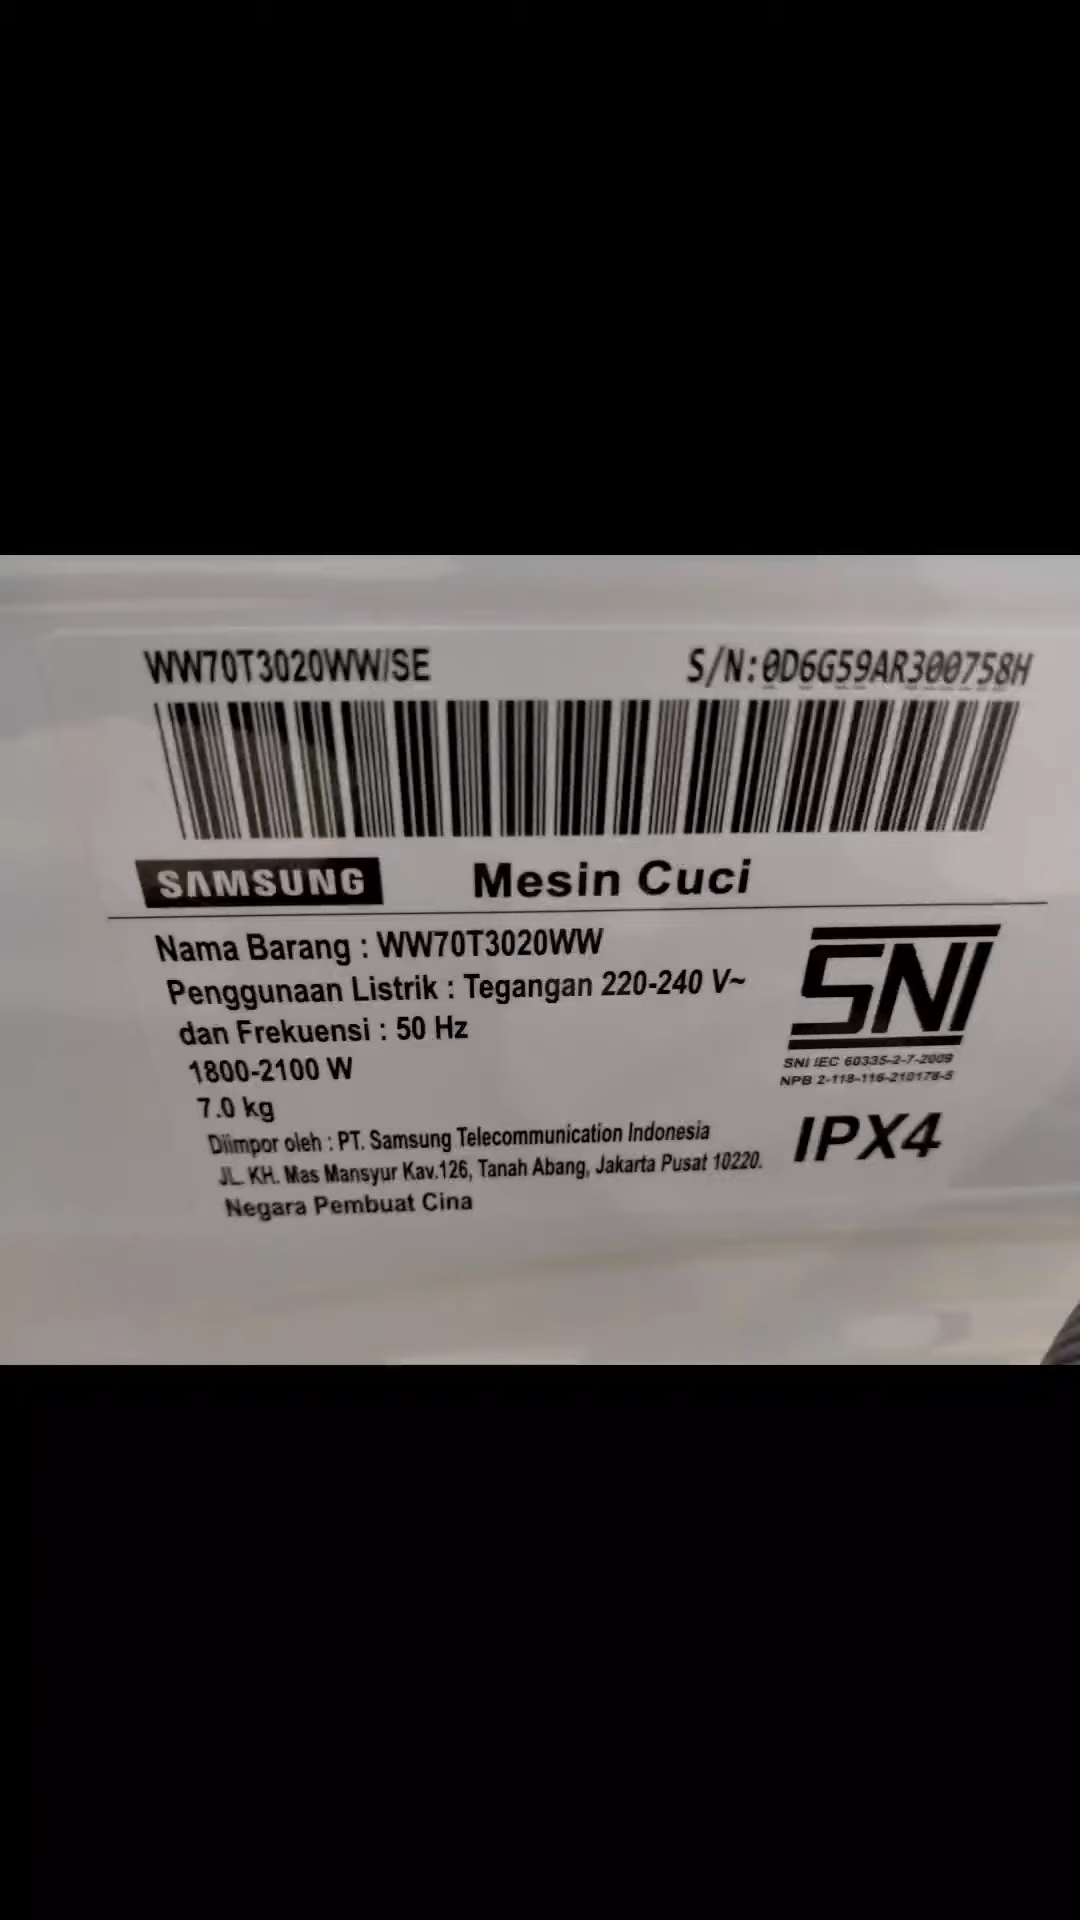 WW70T3020WW/SE
S/N:0D6G59AR300758H
SAMSUNG
Mesin Cuci
Nama Barang : WW70T3020WW
Penggunaan Listrik : Tegangan 220-240 V~
dan Frekuensi : 50 Hz
1800-2100 W
7.0 kg
Diimpor oleh : PT. Samsung Telecommunication Indonesia
JL. KH. Mas Mansyur Kav.126, Tanah Abang, Jakarta Pusat 10220.
Negara Pembuat Cina
SNI
SNI IEC 60335-2-7-2009
NPB 2-118-116-210178-5
IPX4